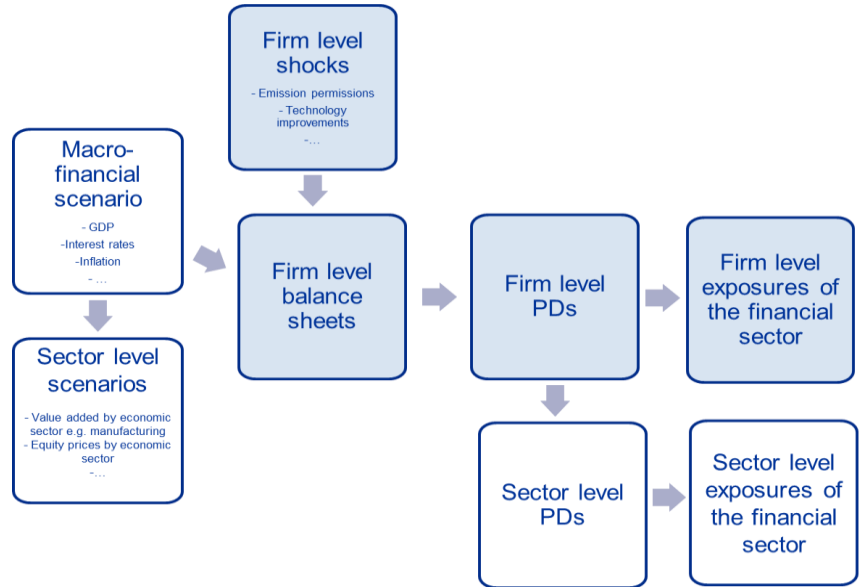 Firm level
shocks
- Emission permissions
- Technology
improvements
-...
Macro-
financial
scenario
- GDP
-Interest rates
-Inflation
- ...
Firm level
balance
sheets
Firm level
PDs
Firm level
exposures of
the financial
sector
Sector level
scenarios
- Value added by economic
sector e.g. manufacturing
- Equity prices by economic
sector
-...
Sector level
PDs
Sector level
exposures of
the financial
sector